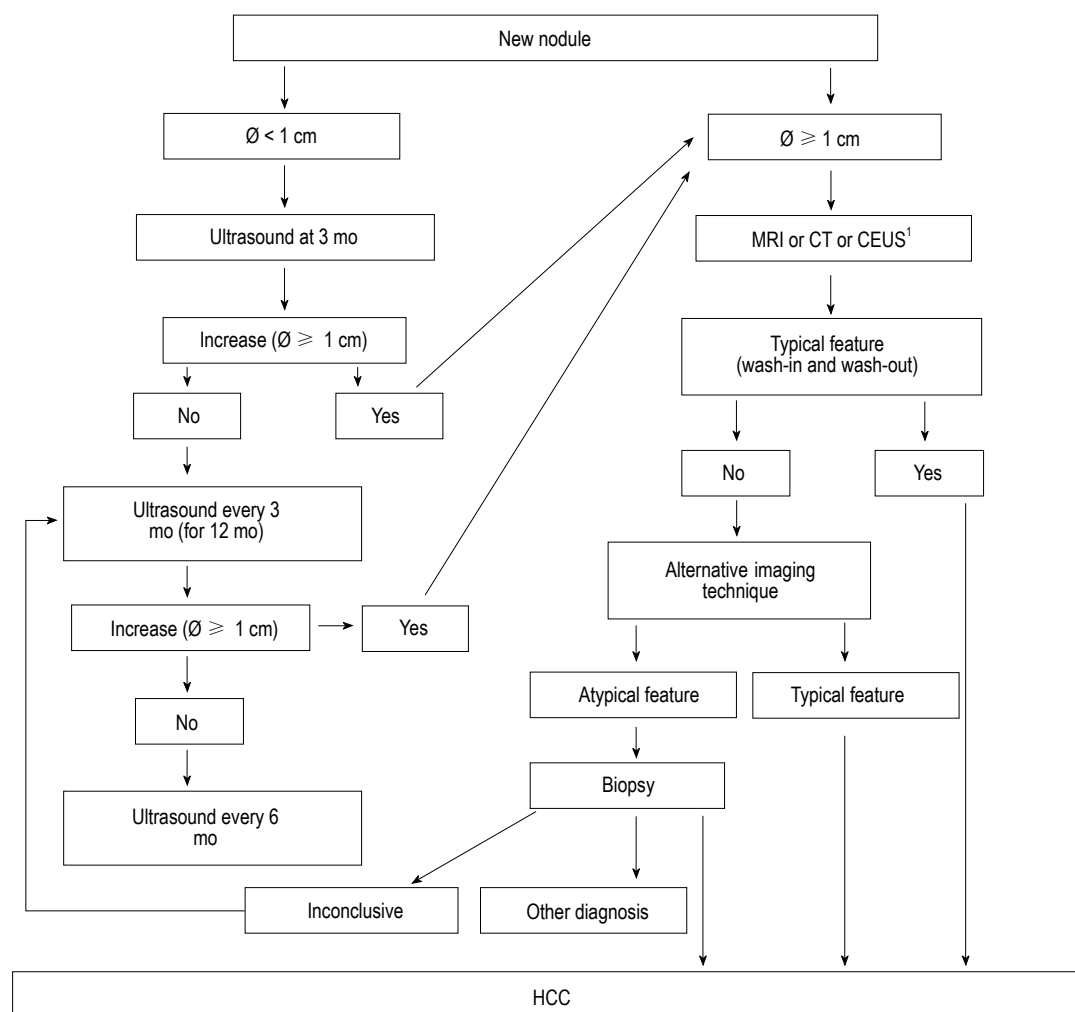 New nodule
Ø < 1 cm
Ø ⩾ 1 cm
Ultrasound at 3 mo
MRI or CT or CEUS¹
Increase (Ø ⩾ 1 cm)
Typical feature
(wash-in and wash-out)
No
Yes
No
Yes
Ultrasound every 3
mo (for 12 mo)
Alternative imaging
technique
Increase (Ø ⩾ 1 cm)
Yes
Atypical feature
Typical feature
No
Biopsy
Ultrasound every 6
mo
Inconclusive
Other diagnosis
HCC